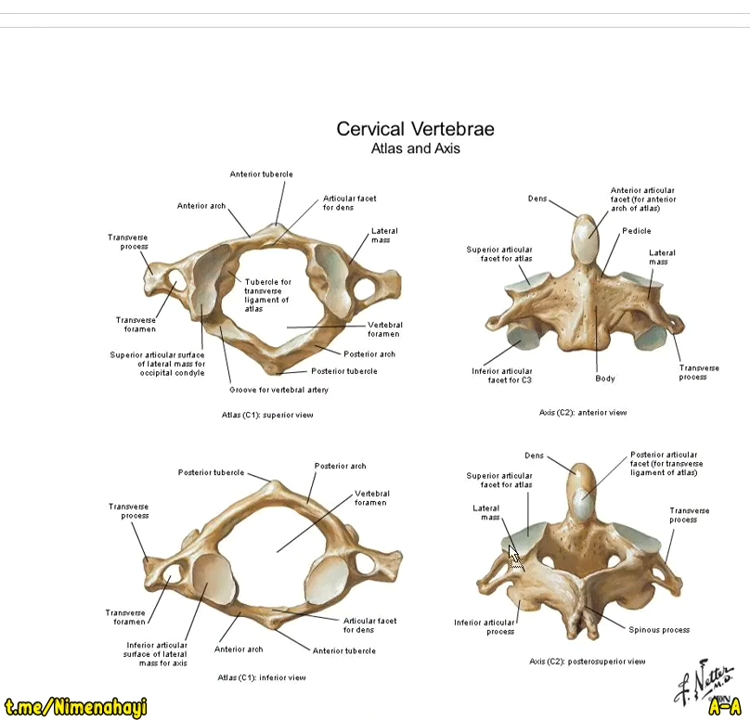 Cervical Vertebrae
Atlas and Axis
Anterior tubercle
Anterior arch
Articular facet
for dens
Lateral
mass
Transverse
process
Tubercle for
transverse
ligament of
atlas
Transverse
foramen
Vertebral
foramen
Superior articular surface
of lateral mass for
occipital condyle
Posterior arch
Posterior tubercle
Groove for vertebral artery
Atlas (C1): superior view
Dens
Anterior articular
facet (for anterior
arch of atlas)
Pedicle
Superior articular
facet for atlas
Lateral
mass
Inferior articular
facet for C3
Body
Transverse
process
Axis (C2): anterior view
Posterior tubercle
Posterior arch
Vertebral
foramen
Transverse
process
Transverse
foramen
Inferior articular
surface of lateral
mass for axis
Anterior arch
Articular facet
for dens
Anterior tubercle
Atlas (C1): inferior view
Dens
Posterior articular
facet (for transverse
ligament of atlas)
Superior articular
facet for atlas
Lateral
mass
Transverse
process
Inferior articular
process
Spinous process
Axis (C2): posterosuperior view
F. Netter
M.D.
t.me/Nimenahayi
A-A